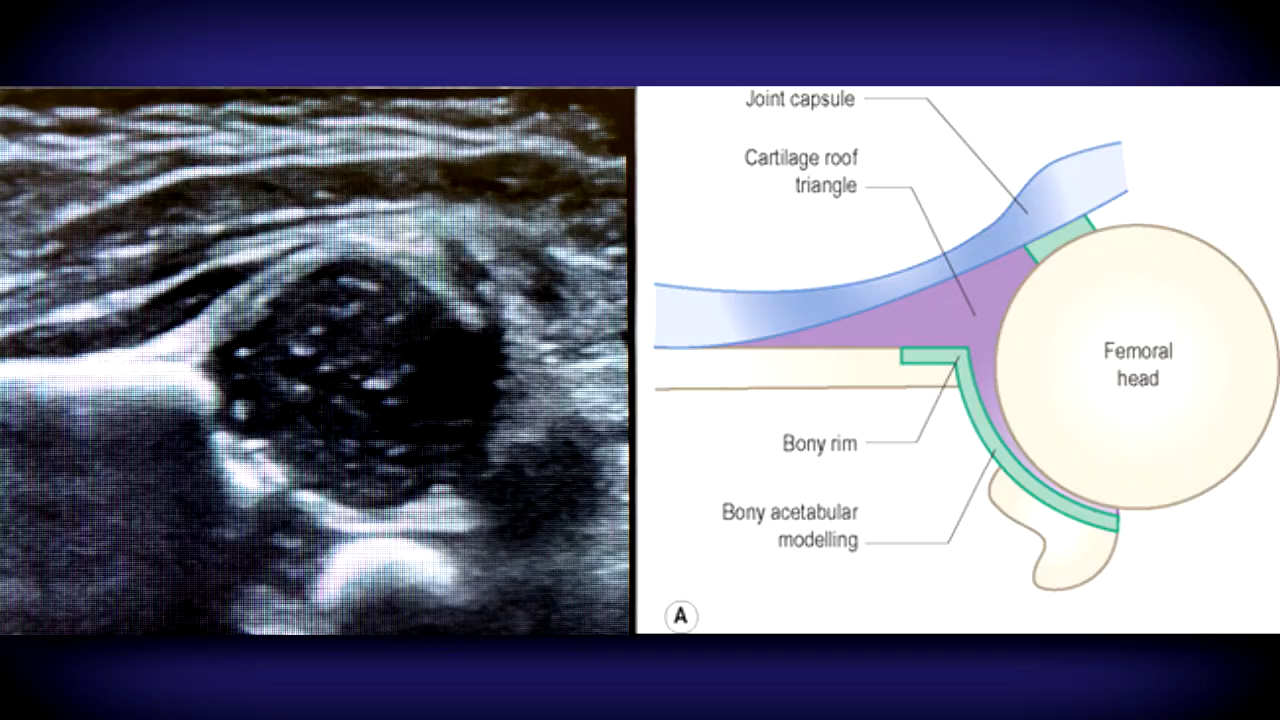 Joint capsule
Cartilage roof
triangle
Femoral
head
Bony rim
Bony acetabular
modelling
A